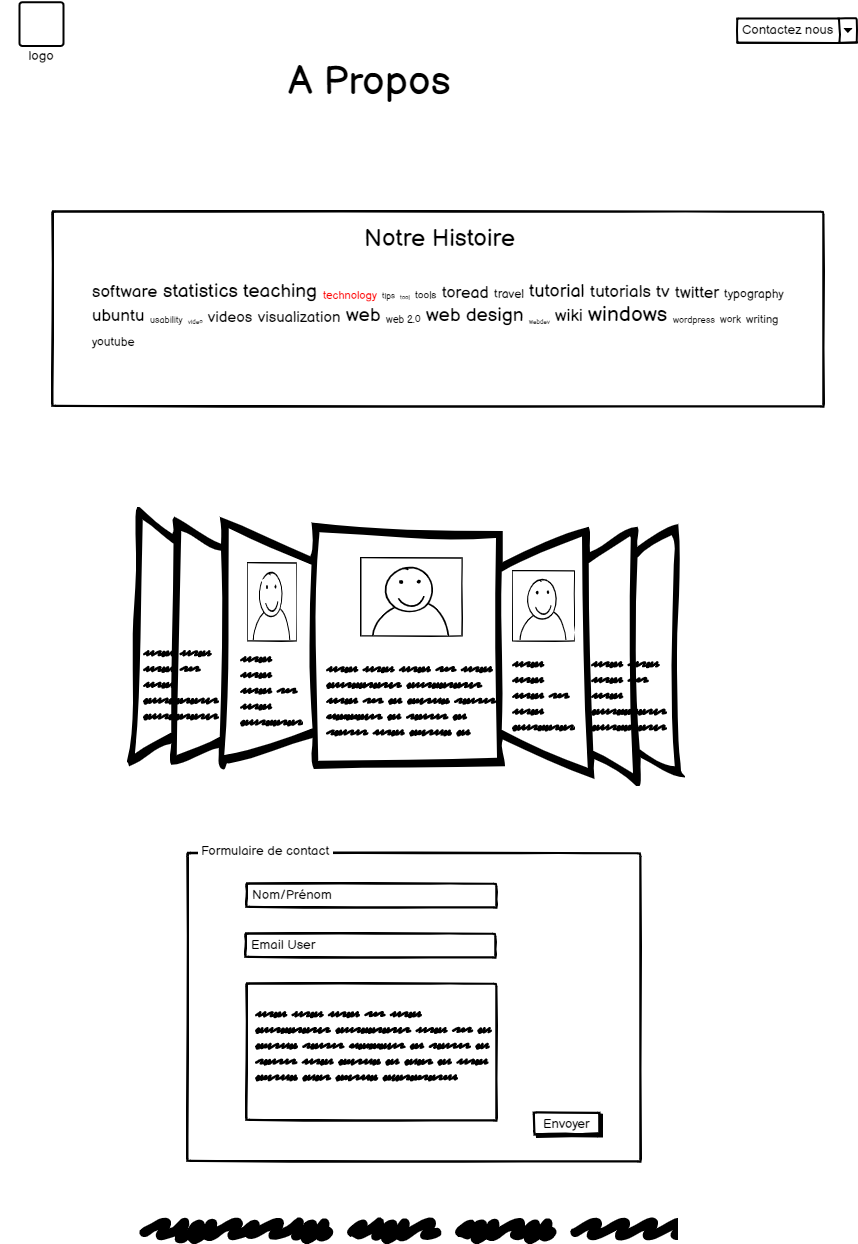 Contactez nous
logo
A Propos
Notre Histoire
software statistics teaching technology tips tool tools toread travel tutorial tutorials tv twitter typography
ubuntu usability video videos visualization web web 2.0 web design webdev wiki windows wordpress work writing
youtube
Formulaire de contact
Nom/Prénom
Email User
Envoyer